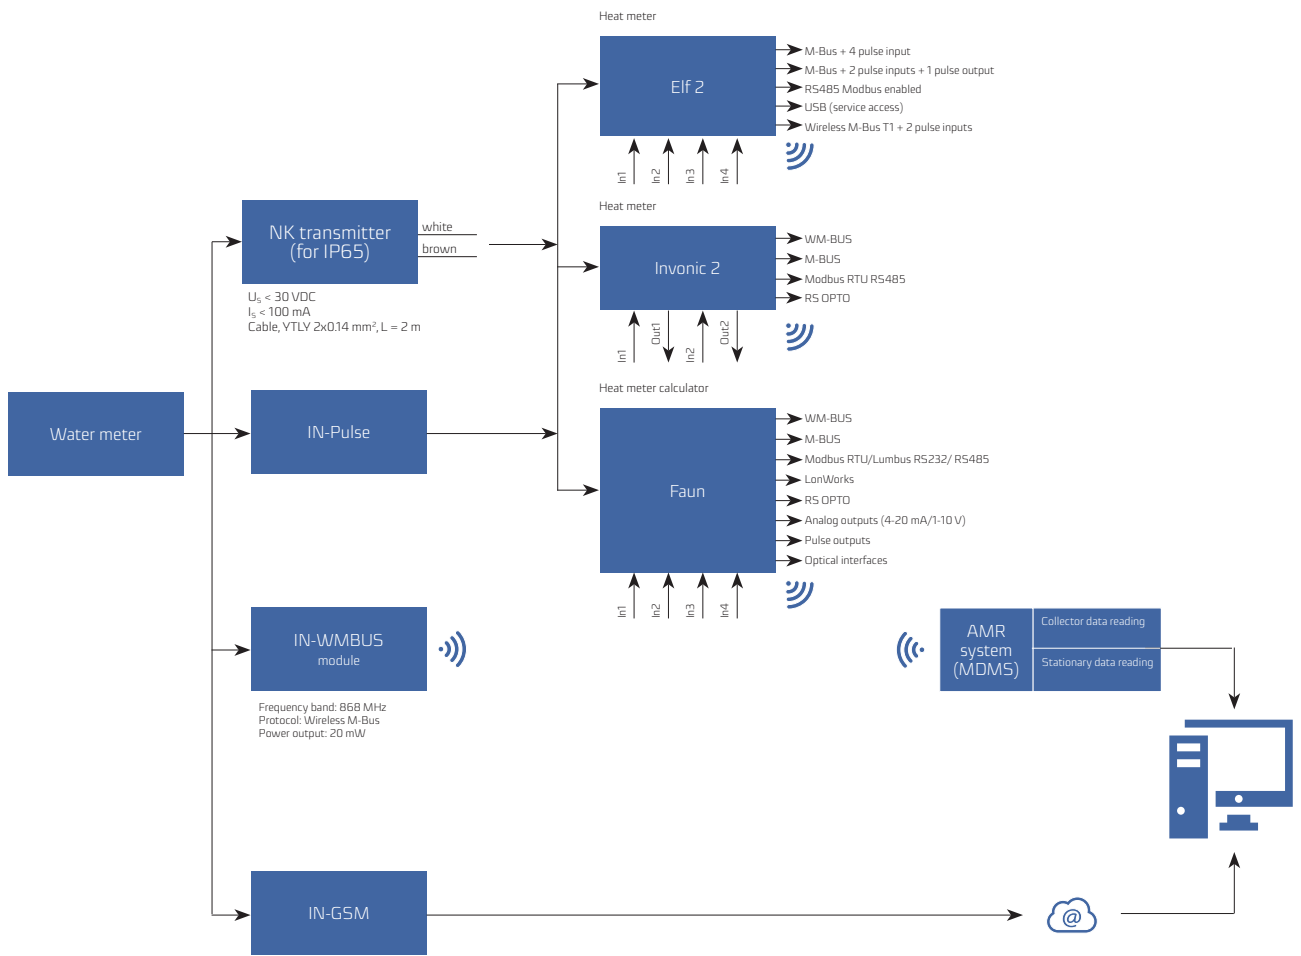 Heat meter
Elf 2
M-Bus + 4 pulse input
M-Bus + 2 pulse inputs + 1 pulse output
RS485 Modbus enabled
USB (service access)
Wireless M-Bus T1 + 2 pulse inputs
In1
In2
In3
In4
NK transmitter
(for IP65)
white
brown
US < 30 VDC
IS < 100 mA
Cable, YTLY 2x0.14 mm², L = 2 m
Heat meter
Invonic 2
WM-BUS
M-BUS
Modbus RTU RS485
RS OPTO
In1
Out1
In2
Out2
Water meter
IN-Pulse
Heat meter calculator
Faun
WM-BUS
M-BUS
Modbus RTU/Lumbus RS232/ RS485
LonWorks
RS OPTO
Analog outputs (4-20 mA/1-10 V)
Pulse outputs
Optical interfaces
In1
In2
In3
In4
IN-WMBUS
module
Frequency band: 868 MHz
Protocol: Wireless M-Bus
Power output: 20 mW
AMR
system
(MDMS)
Collector data reading
Stationary data reading
IN-GSM
@